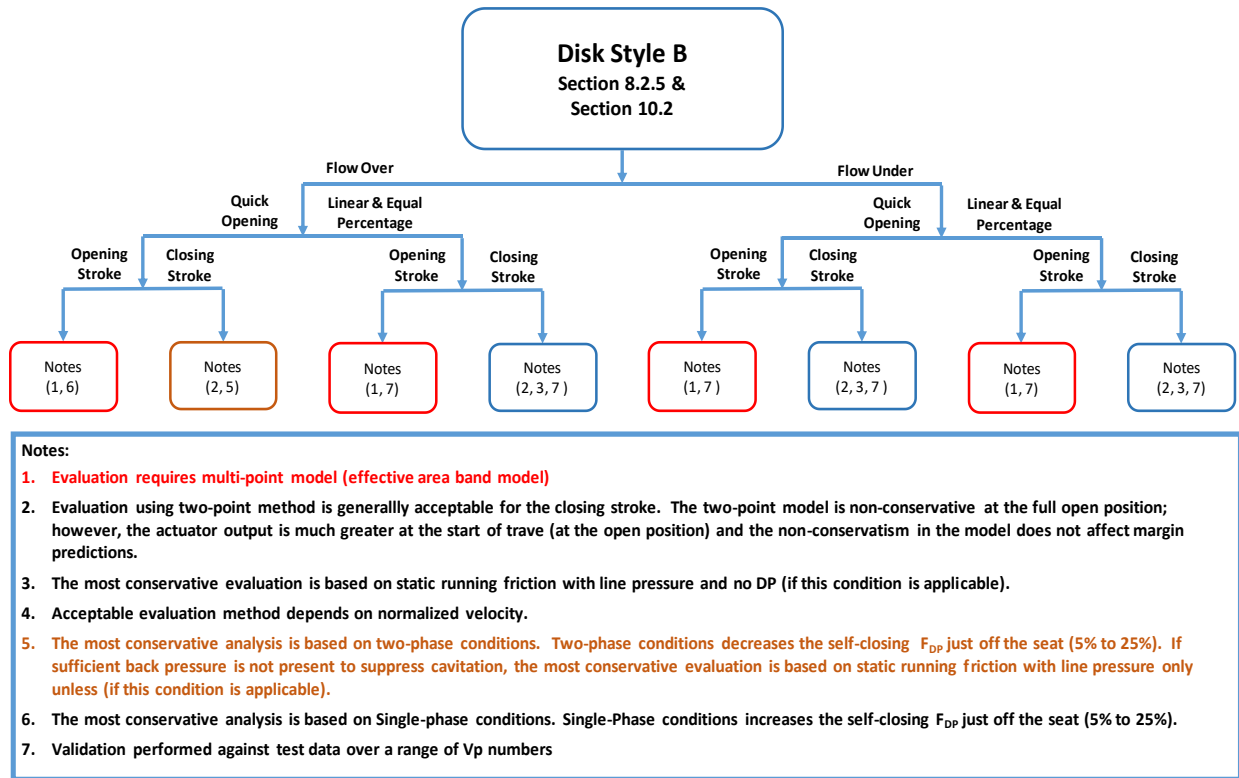 Disk Style B
Section 8.2.5 &
Section 10.2
Flow Over
Flow Under
Quick
Opening
Linear & Equal
Percentage
Quick
Opening
Linear & Equal
Percentage
Opening
Stroke
Closing
Stroke
Opening
Stroke
Closing
Stroke
Opening
Stroke
Closing
Stroke
Opening
Stroke
Closing
Stroke
Notes
(1, 6)
Notes
(2, 5)
Notes
(1, 7)
Notes
(2, 3, 7 )
Notes
(1, 7)
Notes
(2, 3, 7)
Notes
(1, 7)
Notes
(2, 3, 7)
Notes:
1. Evaluation requires multi-point model (effective area band model)
2. Evaluation using two-point method is generallly acceptable for the closing stroke. The two-point model is non-conservative at the full open position;
however, the actuator output is much greater at the start of trave (at the open position) and the non-conservatism in the model does not affect margin
predictions.
3. The most conservative evaluation is based on static running friction with line pressure and no DP (if this condition is applicable).
4. Acceptable evaluation method depends on normalized velocity.
5. The most conservative analysis is based on two-phase conditions. Two-phase conditions decreases the self-closing FDP just off the seat (5% to 25%). If
sufficient back pressure is not present to suppress cavitation, the most conservative evaluation is based on static running friction with line pressure only
unless (if this condition is applicable).
6. The most conservative analysis is based on Single-phase conditions. Single-Phase conditions increases the self-closing FDP just off the seat (5% to 25%).
7. Validation performed against test data over a range of Vp numbers